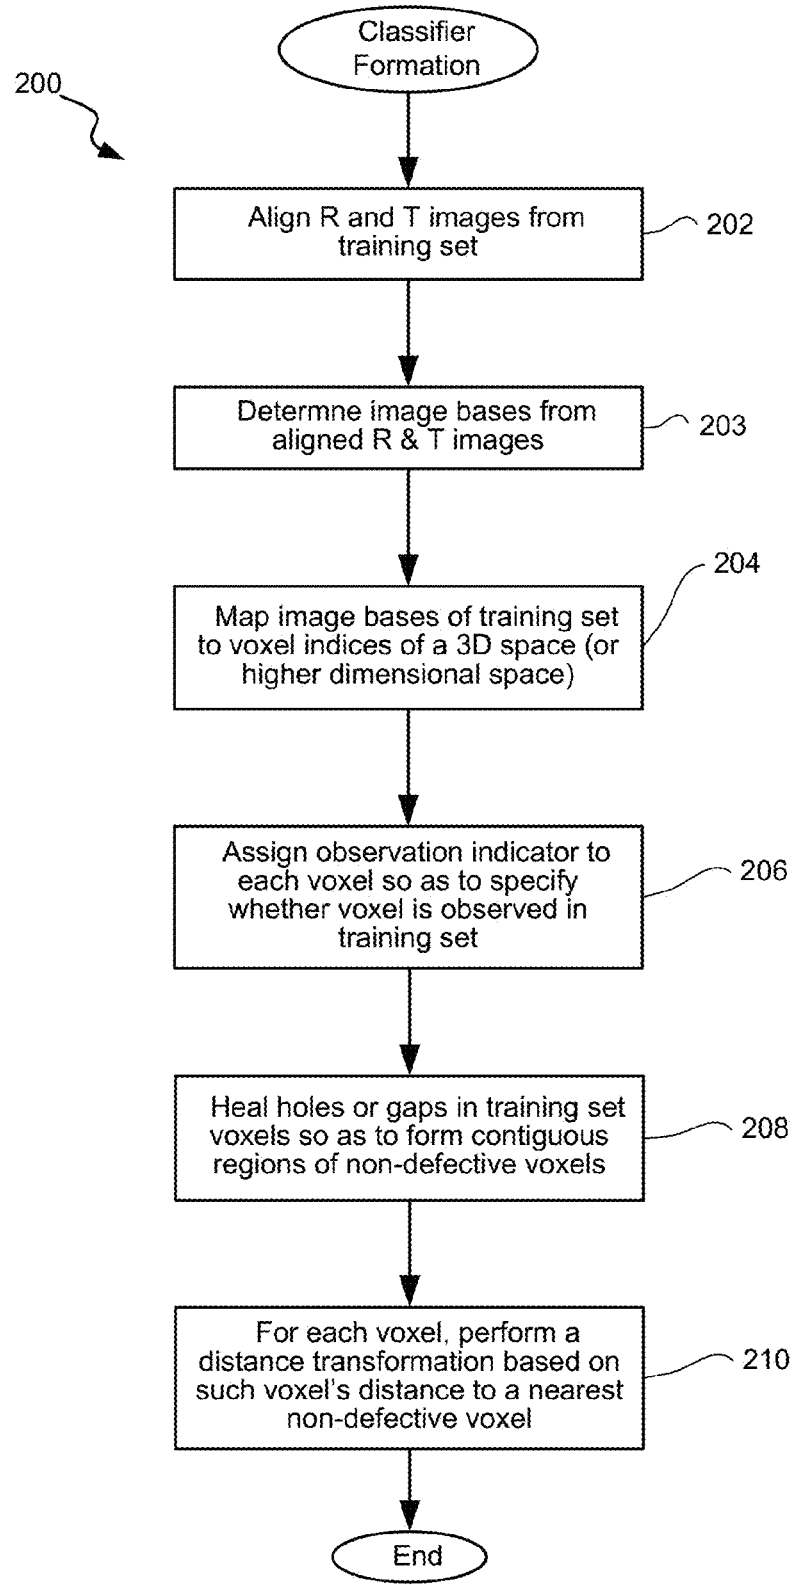 Classifier
Formation
200
Align R and T images from
training set
202
Determne image bases from
aligned R & T images
203
Map image bases of training set
to voxel indices of a 3D space (or
higher dimensional space)
204
Assign observation indicator to
each voxel so as to specify
whether voxel is observed in
training set
206
Heal holes or gaps in training set
voxels so as to form contiguous
regions of non-defective voxels
208
For each voxel, perform a
distance transformation based on
such voxel's distance to a nearest
non-defective voxel
210
End